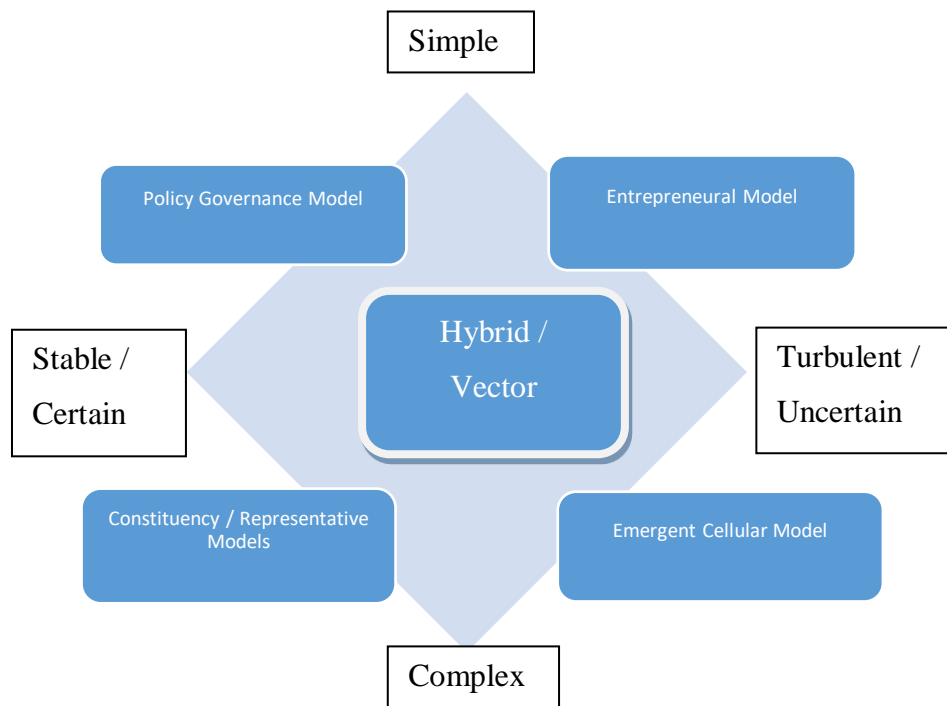 Simple
Policy Governance Model
Entrepreneural Model
Hybrid /
Vector
Stable /
Certain
Turbulent /
Uncertain
Constituency / Representative
Models
Emergent Cellular Model
Complex